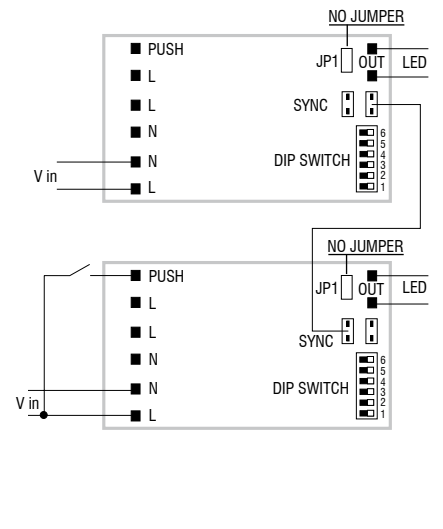 NO JUMPER
PUSH
JP1
OUT
LED
L
L
SYNC
N
DIP SWITCH
6
5
4
3
2
1
N
V in
L
NO JUMPER
PUSH
JP1
OUT
LED
L
L
SYNC
N
DIP SWITCH
6
5
4
3
2
1
N
V in
L